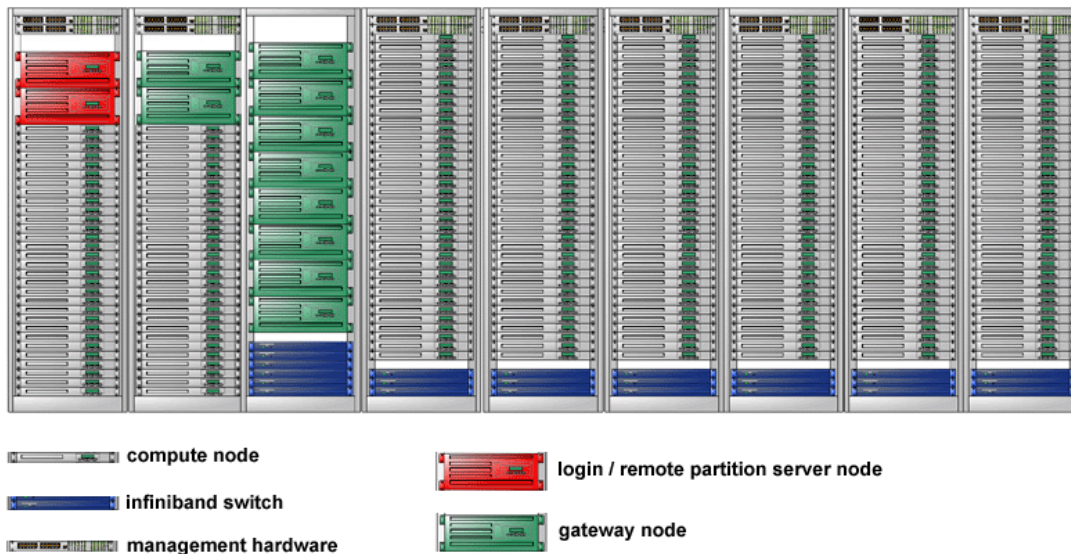 compute node
login / remote partition server node
infiniband switch
gateway node
management hardware